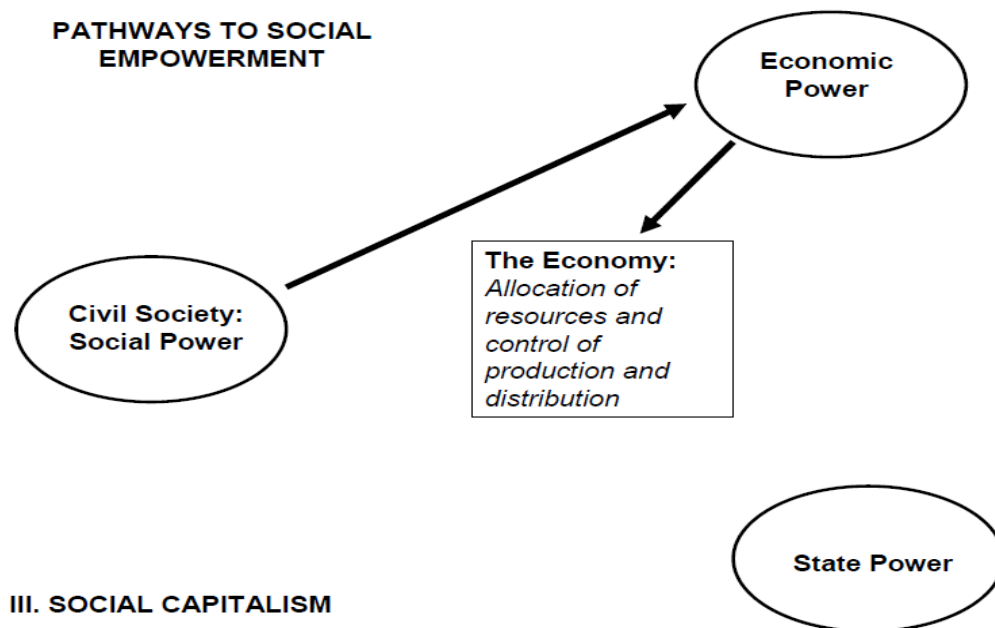 PATHWAYS TO SOCIAL
EMPOWERMENT
Economic
Power
The Economy:
Allocation of
resources and
control of
production and
distribution
Civil Society:
Social Power
State Power
III. SOCIAL CAPITALISM